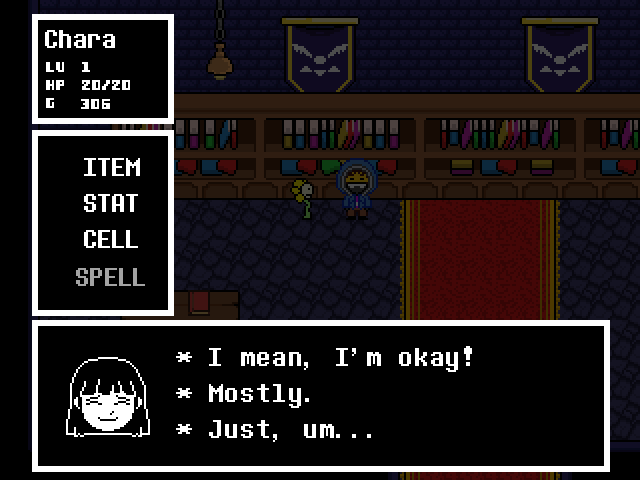 Chara
LV 1
HP 20/20
G 306
ITEM
STAT
CELL
SPELL
* I mean, I'm okay!
* Mostly.
* Just, um...